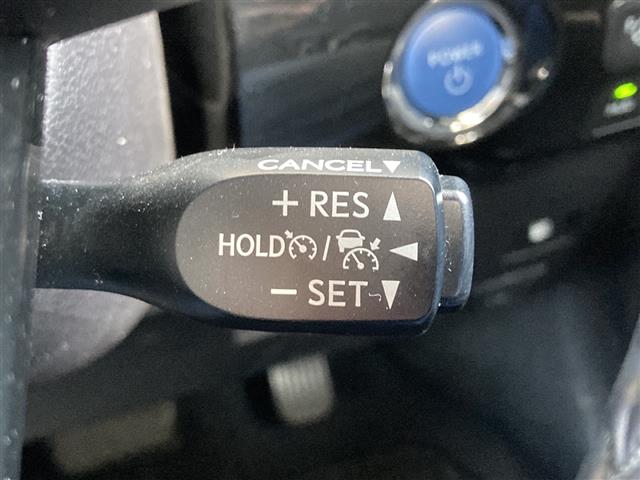 CANCEL▼
+ RES ▲
HOLD / ◀
− SET~▼
POWER